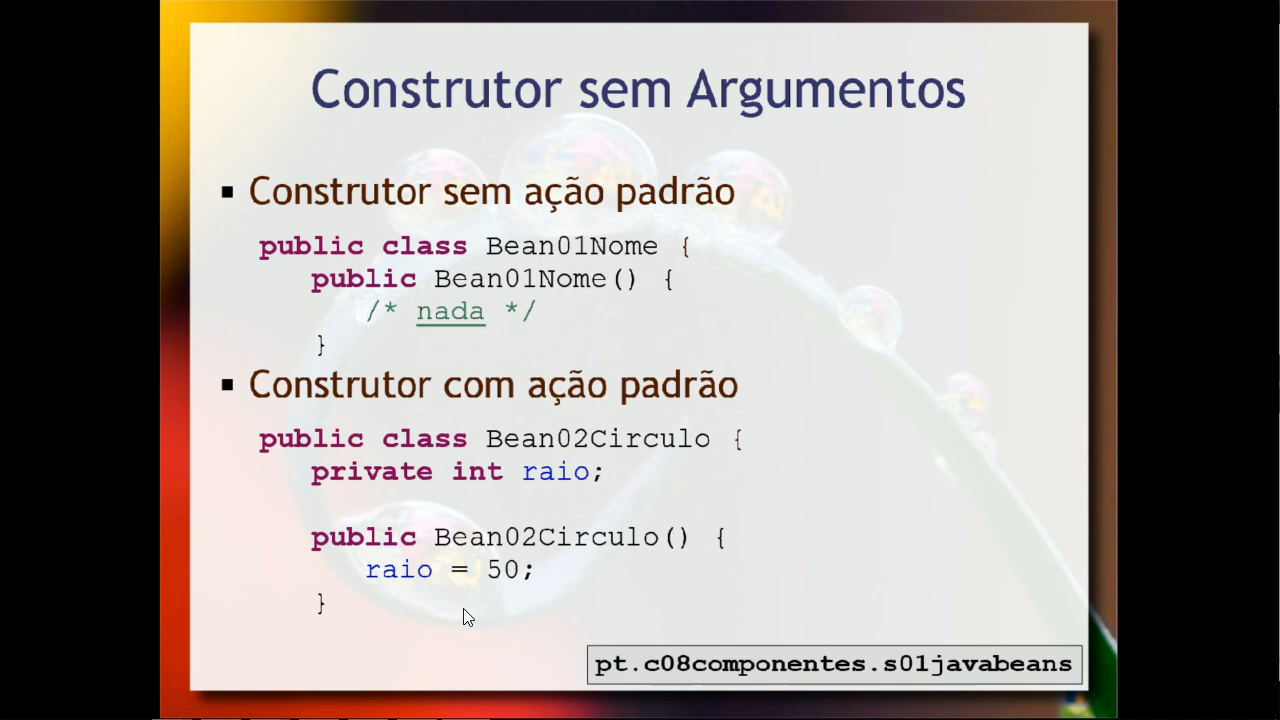 Construtor sem Argumentos
▪ Construtor sem ação padrão
public class Bean01Nome {
public Bean01Nome() {
/* nada */
}
▪ Construtor com ação padrão
public class Bean02Circulo {
private int raio;
public Bean02Circulo() {
raio = 50;
}
pt.c08componentes.s01javabeans